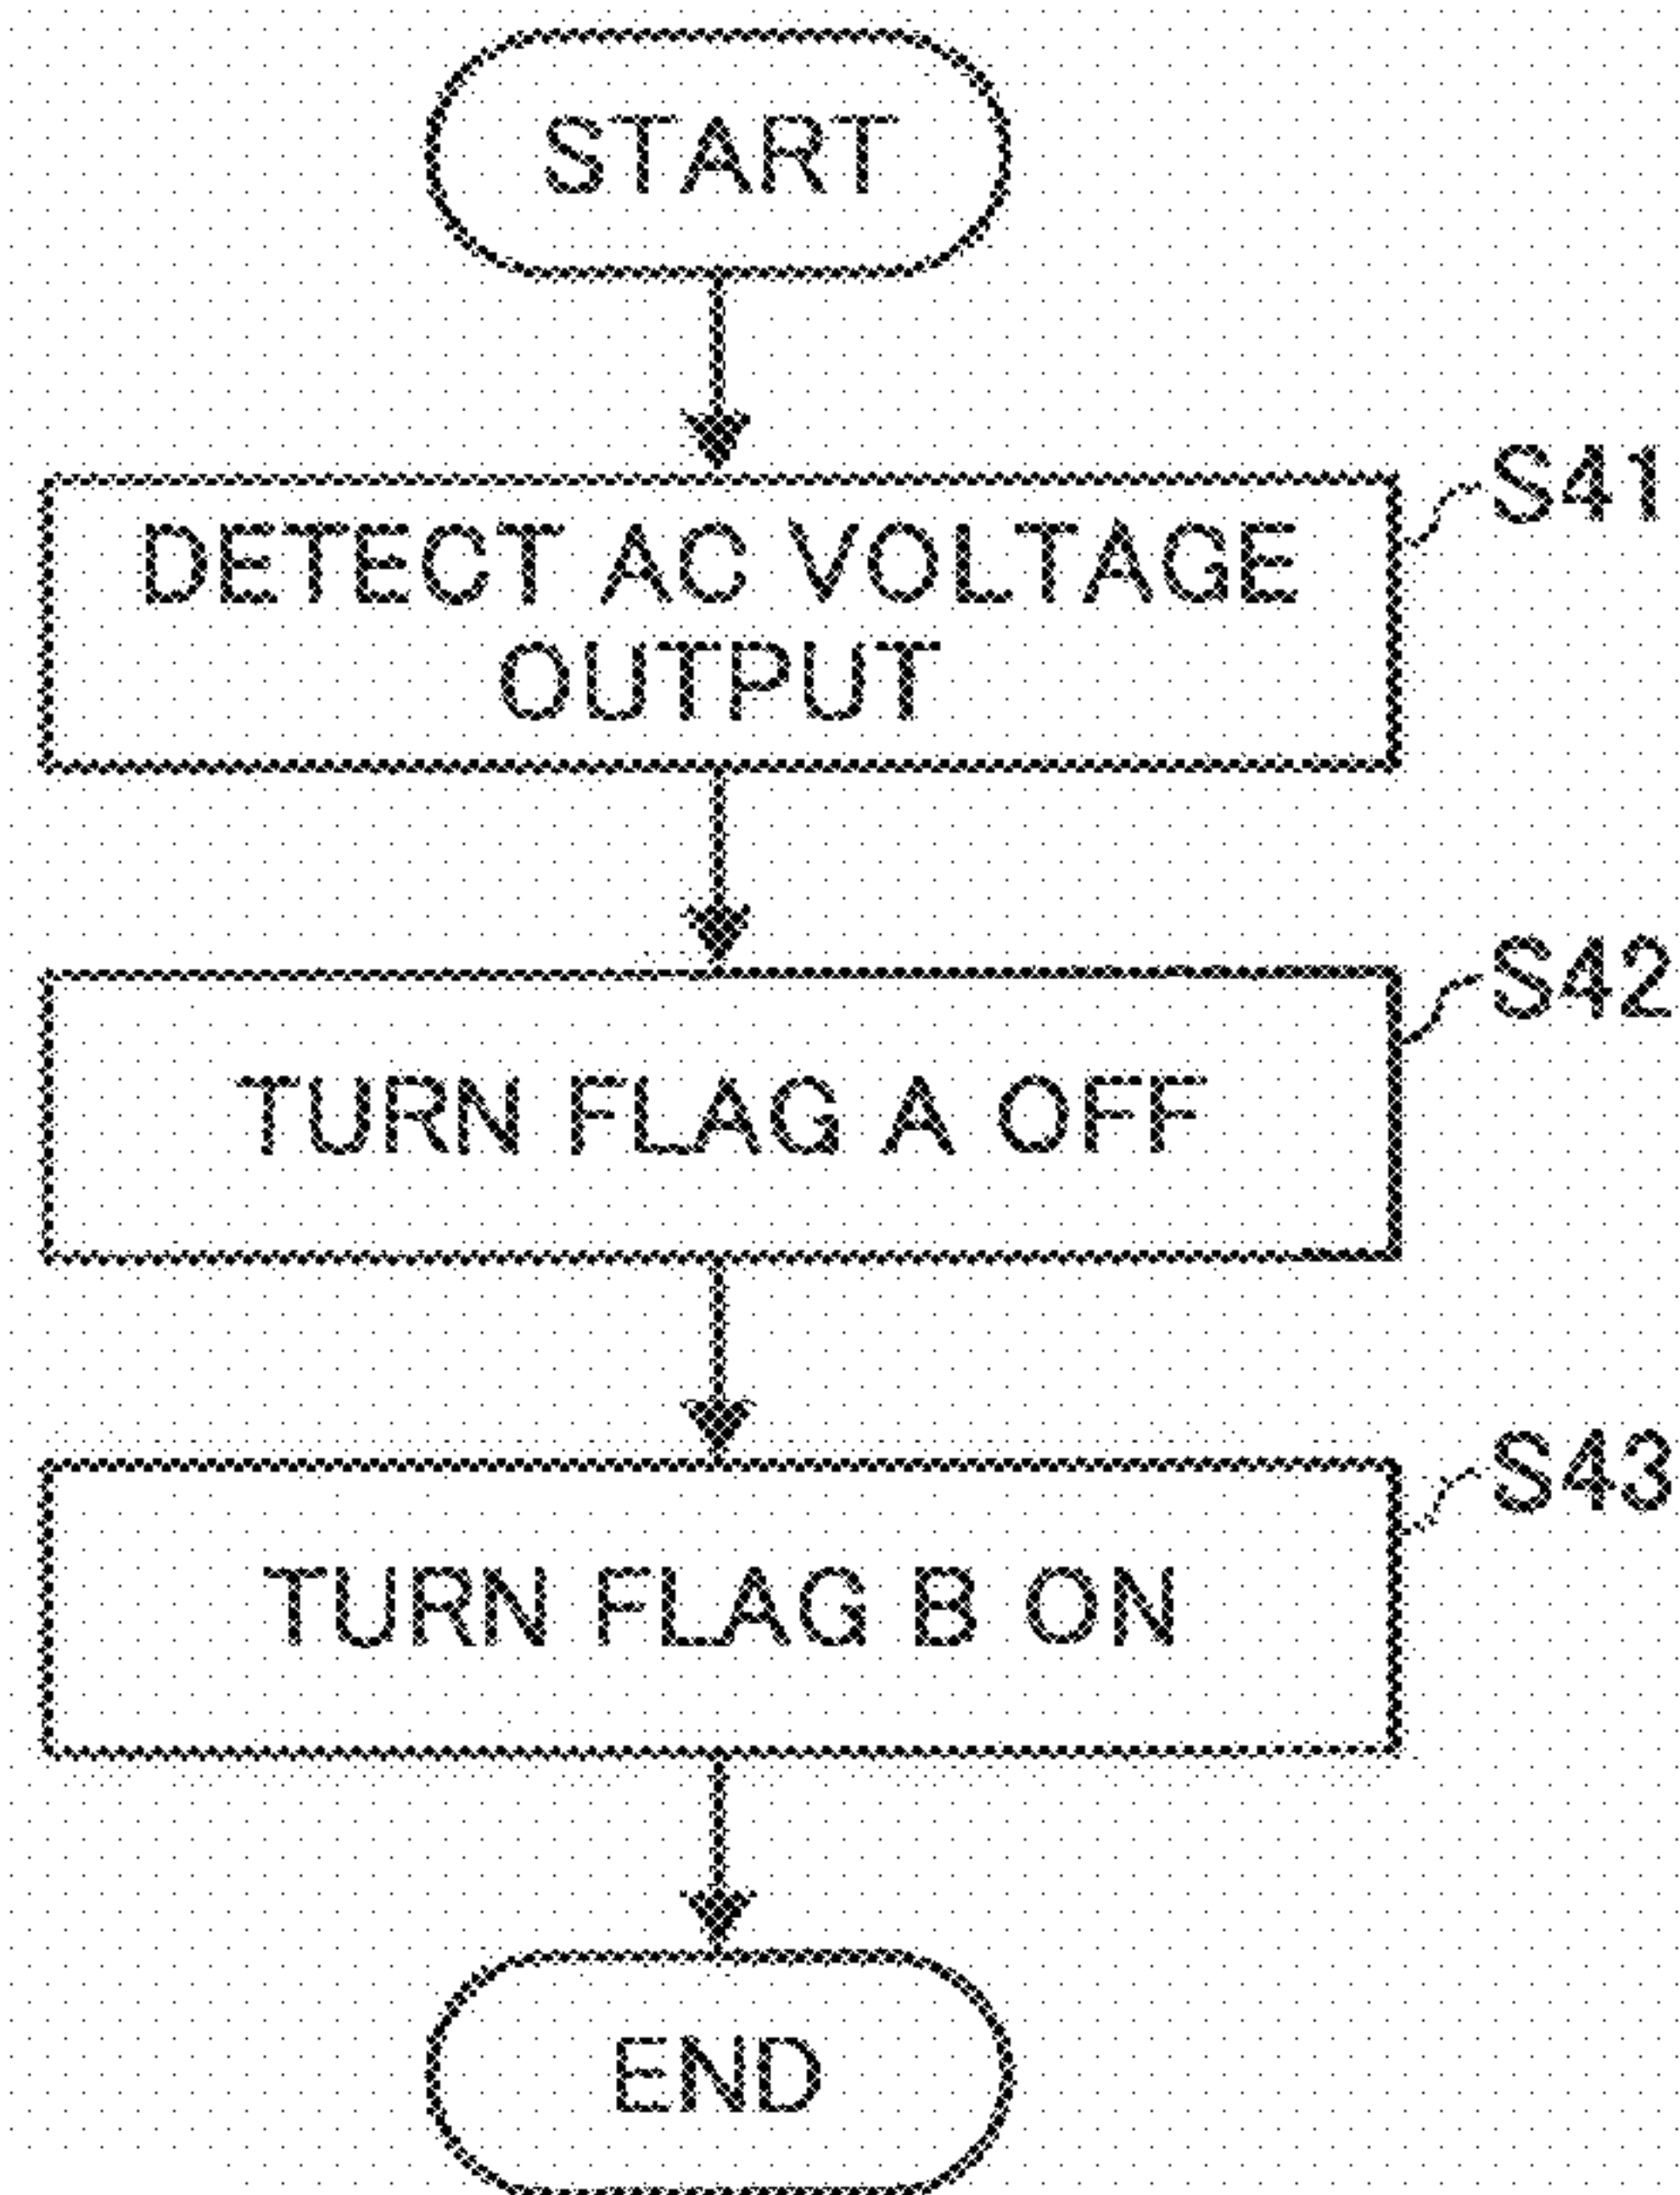 START
S41
DETECT AC VOLTAGE
OUTPUT
S42
TURN FLAG A OFF
S43
TURN FLAG B ON
END